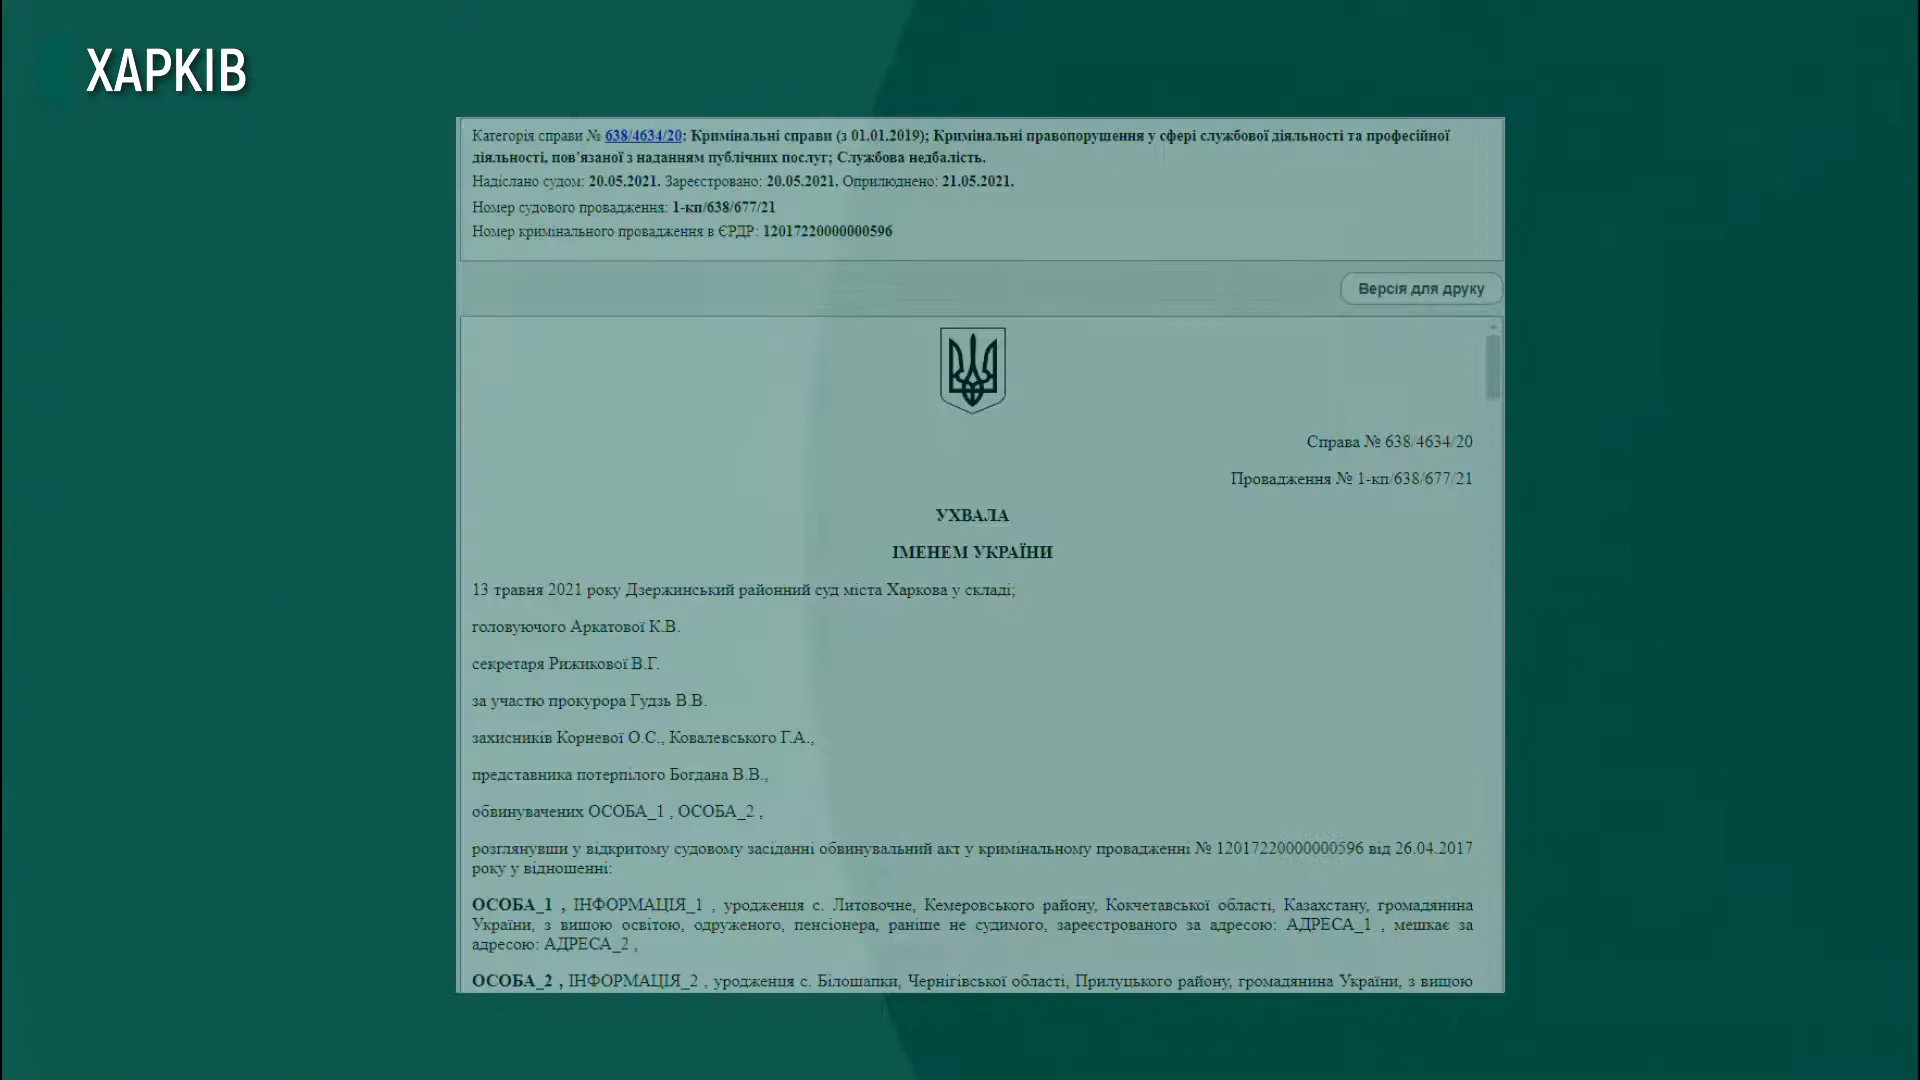 ХАРКІВ
Категорія справи № 638/4634/20: Кримінальні справи (з 01.01.2019); Кримінальні правопорушення у сфері службової діяльності та професійної
діяльності, пов'язаної з наданням публічних послуг; Службова недбалість.
Надіслано судом: 20.05.2021. Зареєстровано: 20.05.2021. Оприлюднено: 21.05.2021.
Номер судового провадження: 1-кп/638/677/21
Номер кримінального провадження в ЄРДР: 12017220000000596
Версія для друку
Справа № 638/4634/20
Провадження № 1-кп/638/677/21
УХВАЛА
ІМЕНЕМ УКРАЇНИ
13 травня 2021 року Дзержинський районний суд міста Харкова у складі;
головуючого Аркатової К.В.
секретаря Рижикової В.Г.
за участю прокурора Гудзь В.В.
захисників Корневої О.С., Ковалевського Г.А.,
представника потерпілого Богдана В.В.,
обвинувачених ОСОБА_1 , ОСОБА_2 ,
розглянувши у відкритому судовому засіданні обвинувальний акт у кримінальному провадженні № 12017220000000596 від 26.04.2017
року у відношенні:
ОСОБА_1 , ІНФОРМАЦІЯ_1 , уродженця с. Литовочне, Кемеровського району, Кокчетавської області, Казахстану, громадянина
України, з вищою освітою, одруженого, пенсіонера, раніше не судимого, зареєстрованого за адресою: АДРЕСА_1 , мешкає за
адресою: АДРЕСА_2 ,
ОСОБА_2 , ІНФОРМАЦІЯ_2 , уродженця с. Білошапки, Чернігівської області, Прилуцького району, громадянина України, з вищою